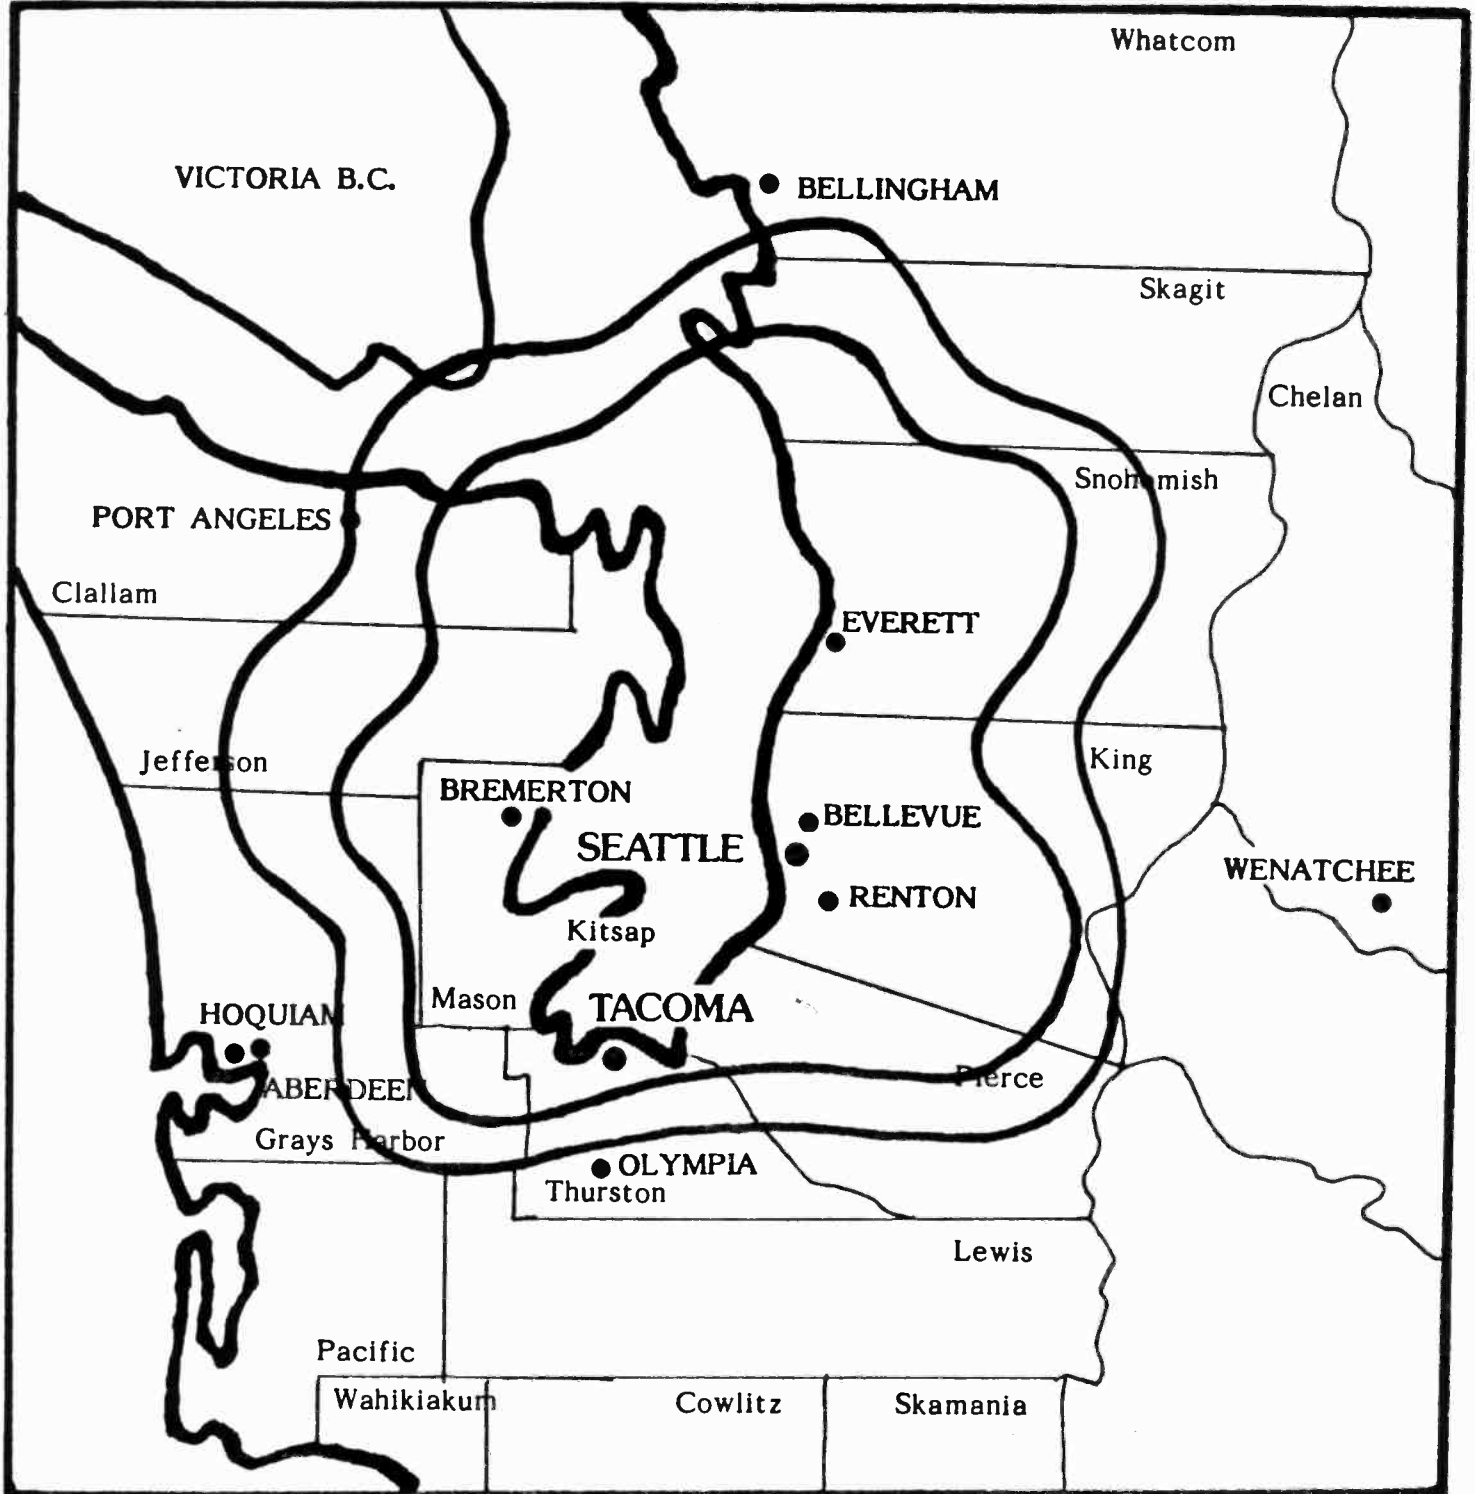 Whatcom
VICTORIA B.C.
BELLINGHAM
Skagit
Chelan
Snohomish
PORT ANGELES
Clallam
EVERETT
Jefferson
King
BREMERTON
BELLEVUE
SEATTLE
WENATCHEE
RENTON
Kitsap
Mason
TACOMA
HOQUIAM
Pierce
ABERDEEN
Grays Harbor
OLYMPIA
Thurston
Lewis
Pacific
Wahikiakum
Cowlitz
Skamania